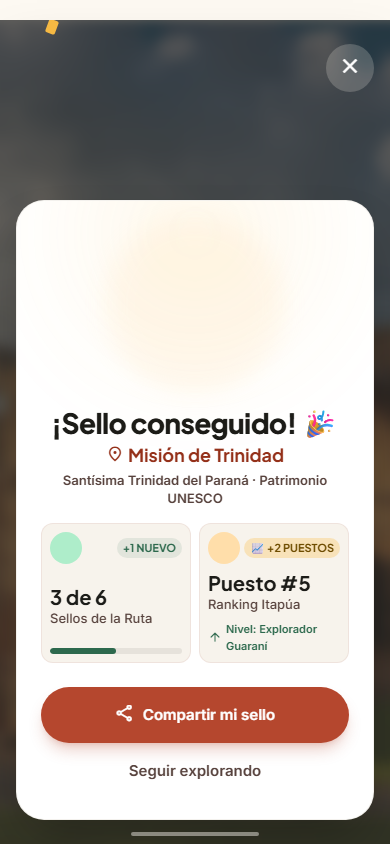 ¡Sello conseguido! 🎉
Misión de Trinidad
Santísima Trinidad del Paraná · Patrimonio
UNESCO
+1 NUEVO
3 de 6
Sellos de la Ruta
📈 +2 PUESTOS
Puesto #5
Ranking Itapúa
↑ Nivel: Explorador
Guaraní
Compartir mi sello
Seguir explorando